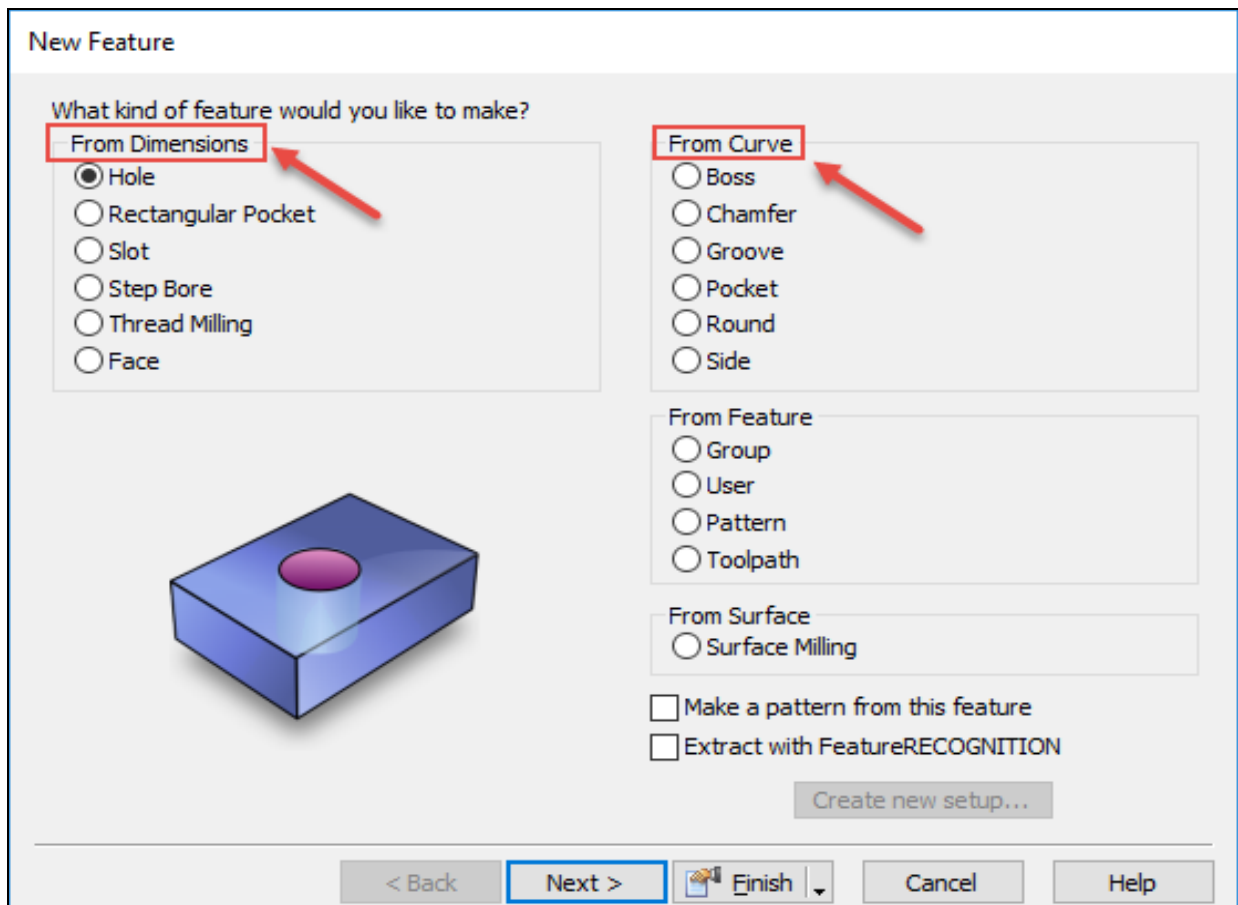 New Feature
What kind of feature would you like to make?
From Dimensions
Hole
Rectangular Pocket
Slot
Step Bore
Thread Milling
Face
From Curve
Boss
Chamfer
Groove
Pocket
Round
Side
From Feature
Group
User
Pattern
Toolpath
From Surface
Surface Milling
Make a pattern from this feature
Extract with FeatureRECOGNITION
Create new setup...
< Back
Next >
Finish
Cancel
Help